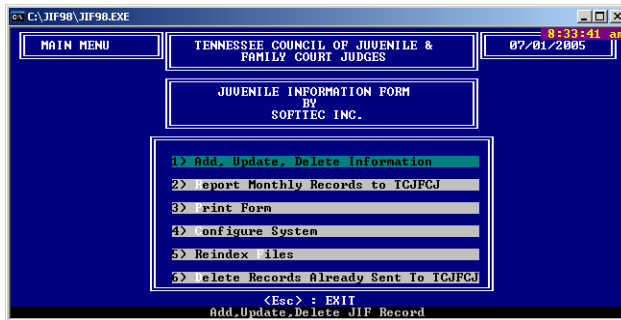 C:\JIF98\JIF98.EXE
8:33:41 am
MAIN MENU
TENNESSEE COUNCIL OF JUVENILE &
FAMILY COURT JUDGES
07/01/2005
JUVENILE INFORMATION FORM
BY
SOFTTEC INC.
1> Add, Update, Delete Information
2> Report Monthly Records to TCJFCJ
3> Print Form
4> Configure System
5> Reindex Files
6> Delete Records Already Sent To TCJFCJ
<Esc> : EXIT
Add,Update,Delete JIF Record